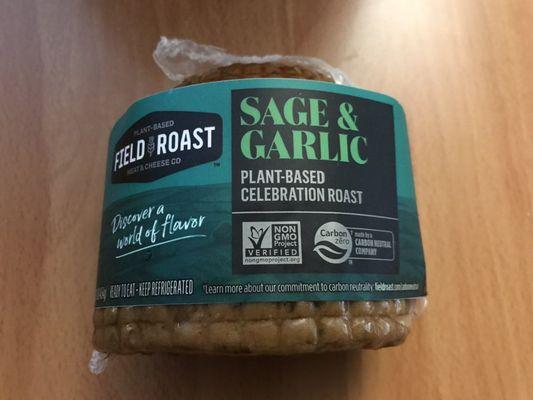 PLANT-BASED
FIELD ROAST
MEAT & CHEESE CO
TM
Discover a
world of flavor
SAGE &
GARLIC
PLANT-BASED
CELEBRATION ROAST
NON
GMO
Project
VERIFIED
nongmoproject.org
Carbon
zero
made by a
CARBON NEUTRAL
COMPANY
READY TO EAT • KEEP REFRIGERATED
*Learn more about our commitment to carbon neutrality: